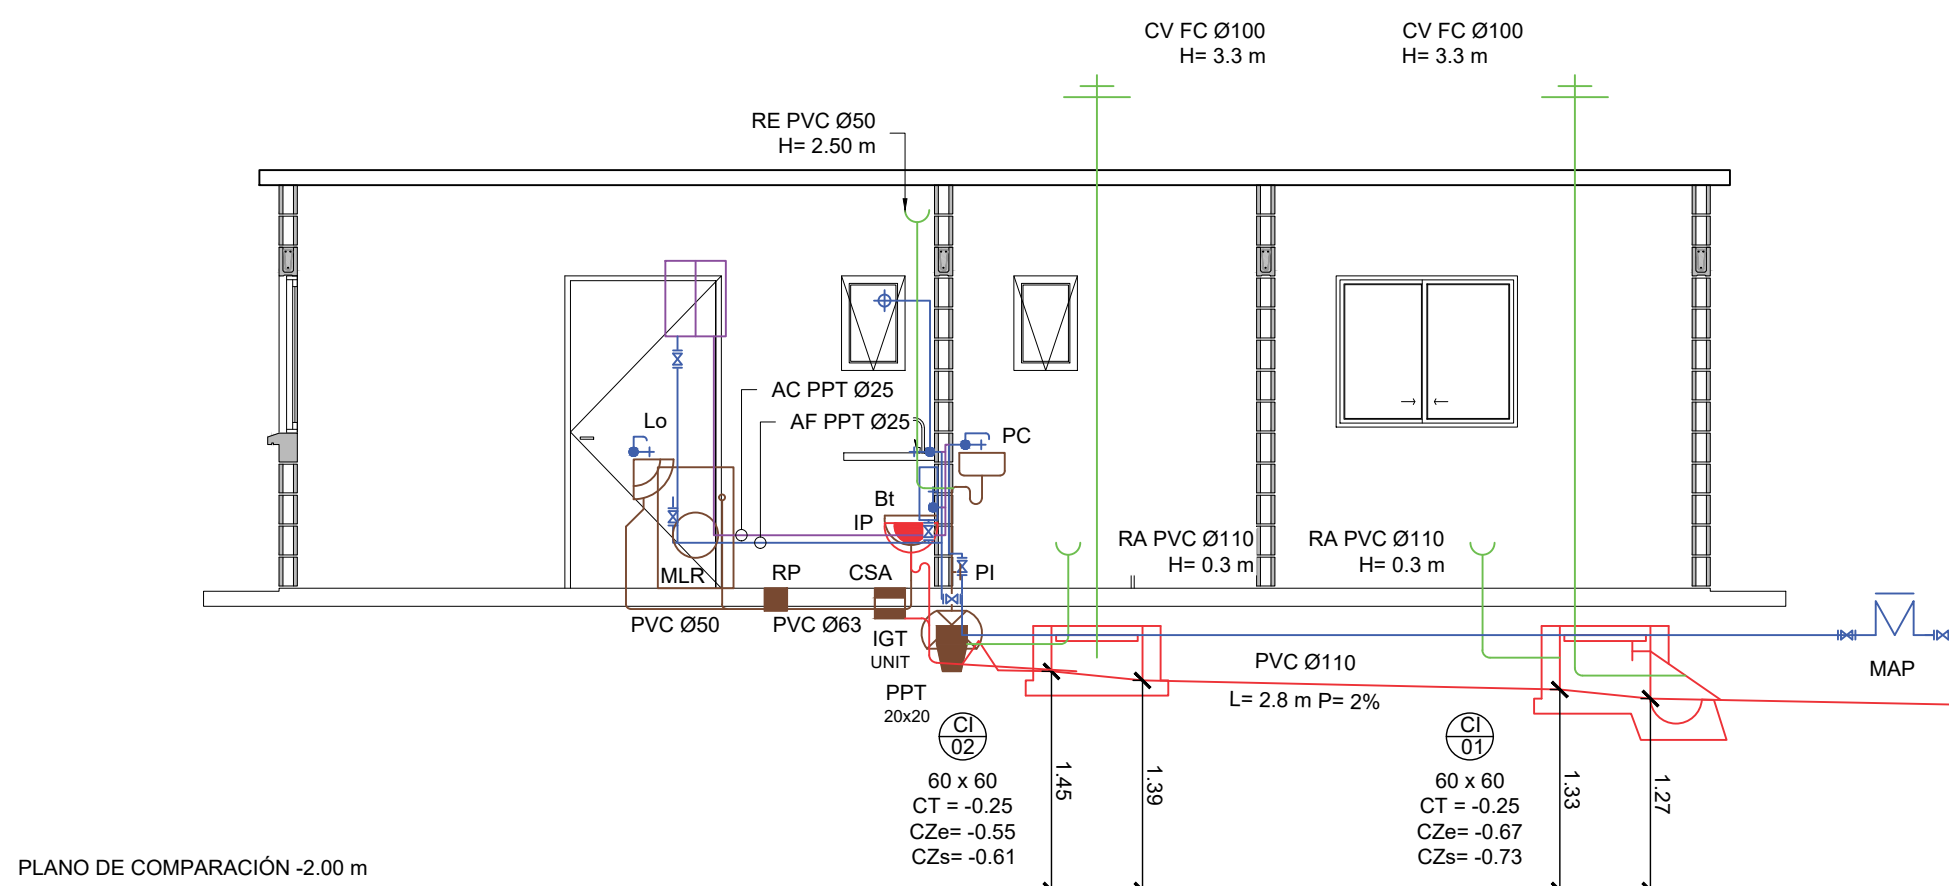 CV FC Ø100
H= 3.3 m
CV FC Ø100
H= 3.3 m
RE PVC Ø50
H= 2.50 m
AC PPT Ø25
AF PPT Ø25
Lo
PC
Bt
IP
RA PVC Ø110
H= 0.3 m
RA PVC Ø110
H= 0.3 m
MLR
RP
CSA
PI
PVC Ø50
PVC Ø63
IGT
UNIT
PPT
20x20
PVC Ø110
L= 2.8 m P= 2%
MAP
CI
02
60 x 60
CT = -0.25
CZe= -0.55
CZs= -0.61
1.45
1.39
CI
01
60 x 60
CT = -0.25
CZe= -0.67
CZs= -0.73
1.33
1.27
PLANO DE COMPARACIÓN -2.00 m